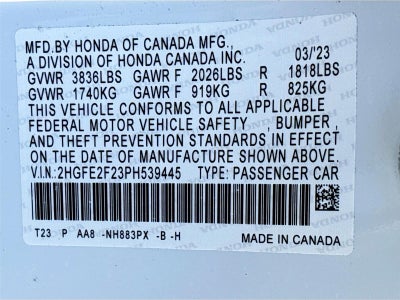 MFD.BY HONDA OF CANADA MFG.,
A DIVISION OF HONDA CANADA INC. 03/'23
GVWR 3836LBS GAWR F 2026LBS R 1818LBS
GVWR 1740KG GAWR F 919KG R 825KG
THIS VEHICLE CONFORMS TO ALL APPLICABLE
FEDERAL MOTOR VEHICLE SAFETY , BUMPER ,
AND THEFT PREVENTION STANDARDS IN EFFECT
ON THE DATE OF MANUFACTURE SHOWN ABOVE.
V.I.N: 2HGFE2F23PH539445 TYPE: PASSENGER CAR
T23 P AA8 -NH883PX -B -H
MADE IN CANADA